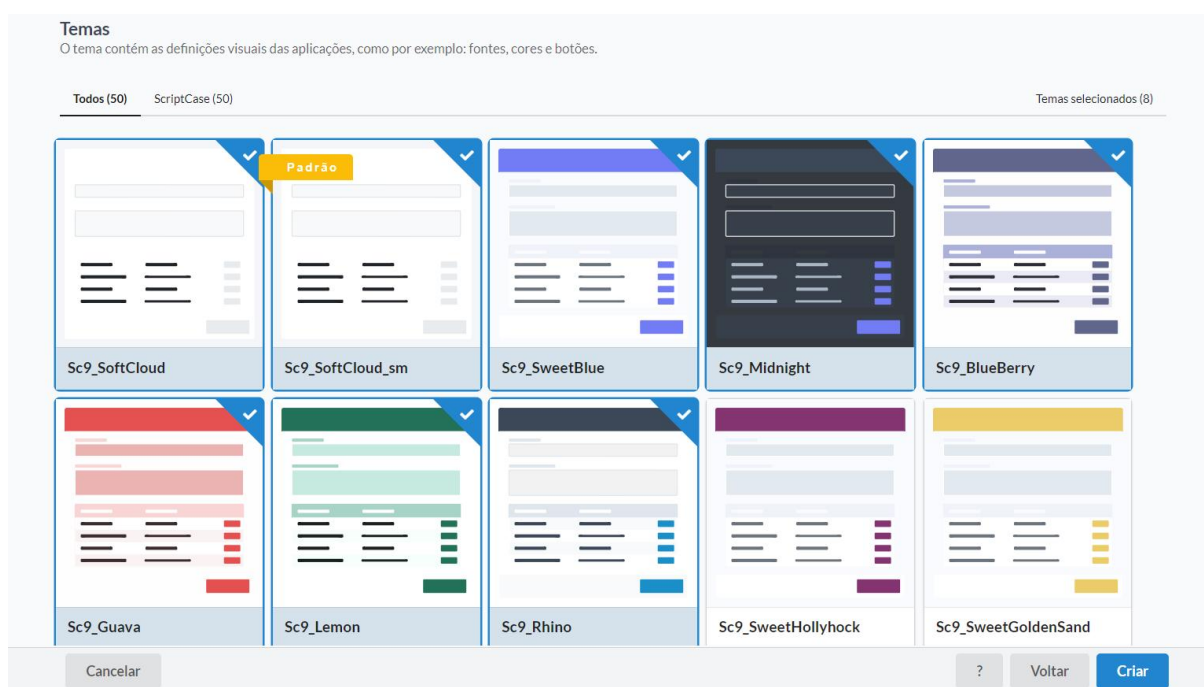 Temas
O tema contém as definições visuais das aplicações, como por exemplo: fontes, cores e botões.
Todos (50) ScriptCase (50) Temas selecionados (8)
Padrão
Sc9_SoftCloud Sc9_SoftCloud_sm Sc9_SweetBlue Sc9_Midnight Sc9_BlueBerry
Sc9_Guava Sc9_Lemon Sc9_Rhino Sc9_SweetHollyhock Sc9_SweetGoldenSand
Cancelar ? Voltar Criar